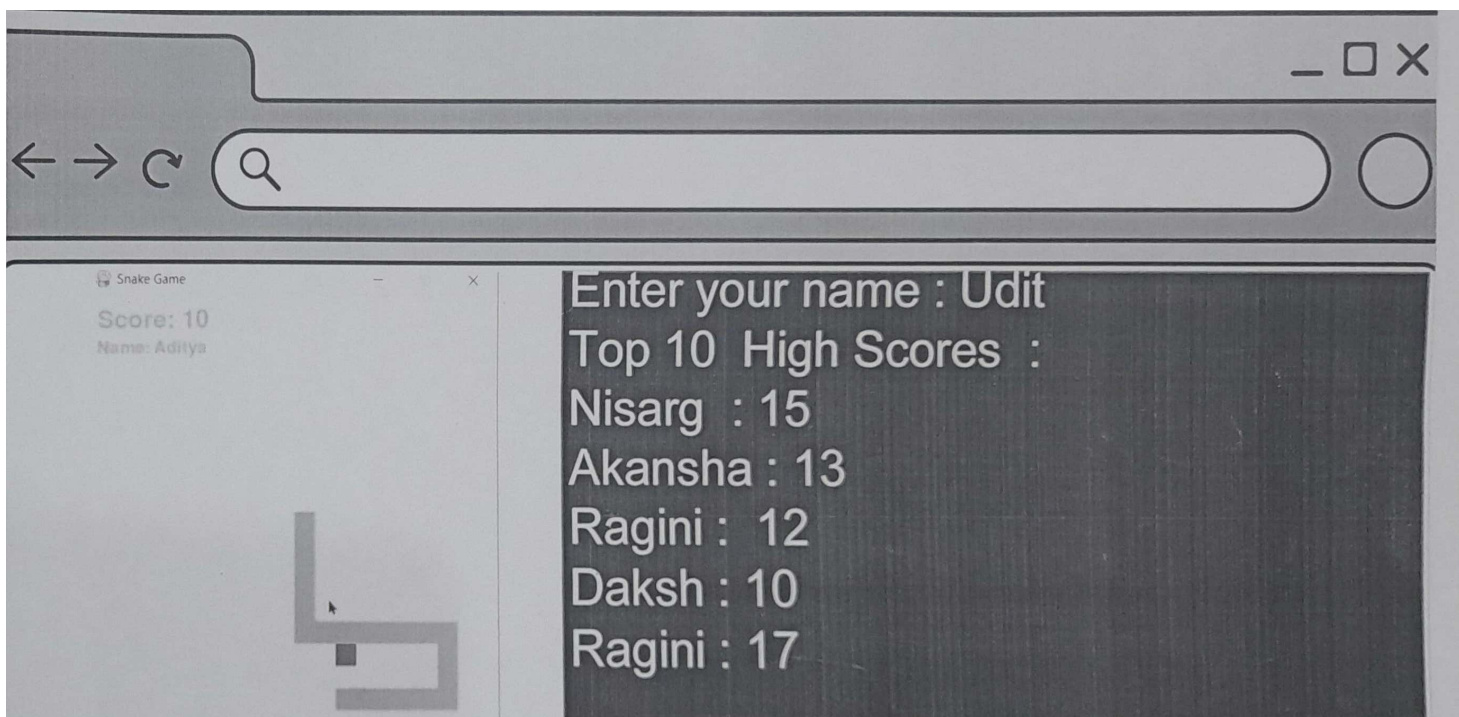 Snake Game
Score: 10
Name: Aditya
Enter your name : Udit
Top 10  High Scores  :
Nisarg  : 15
Akansha : 13
Ragini :  12
Daksh : 10
Ragini : 17